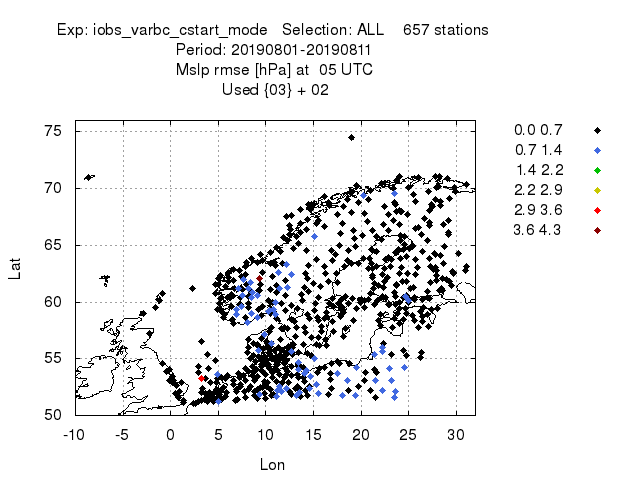 Exp: iobs_varbc_cstart_mode   Selection: ALL    657 stations
Period: 20190801-20190811
Mslp rmse [hPa] at  05 UTC
Used {03} + 02
0.0 0.7
0.7 1.4
1.4 2.2
2.2 2.9
2.9 3.6
3.6 4.3
75
70
65
60
55
50
Lat
-10 -5 0 5 10 15 20 25 30
Lon